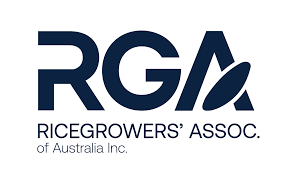 RGA
RICEGROWERS' ASSOC.
of Australia Inc.